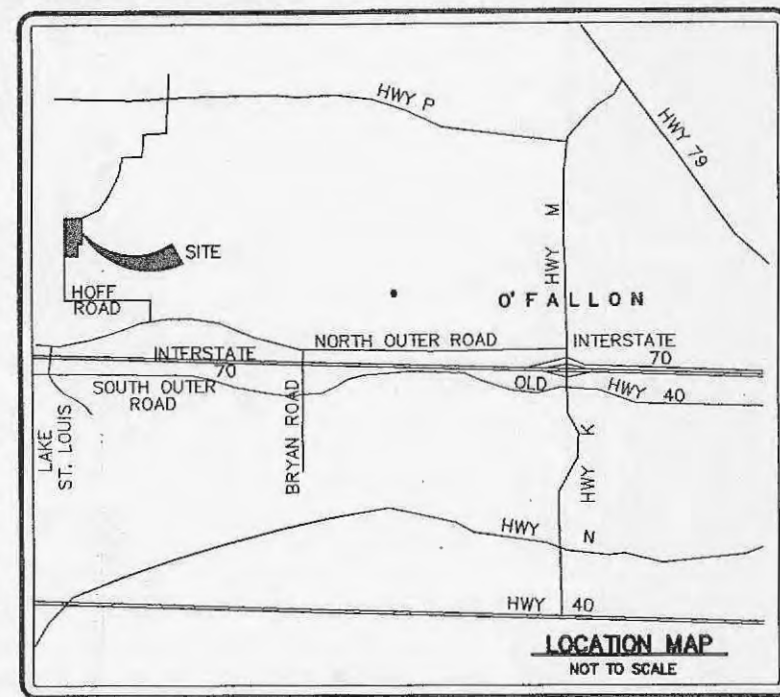 HWY P
HWY 79
HWY M
SITE
HOFF
ROAD
O'FALLON
NORTH OUTER ROAD
INTERSTATE
70
INTERSTATE
70
SOUTH OUTER
ROAD
OLD
HWY 40
LAKE
ST. LOUIS
BRYAN ROAD
HWY K
HWY N
HWY 40
LOCATION MAP
NOT TO SCALE